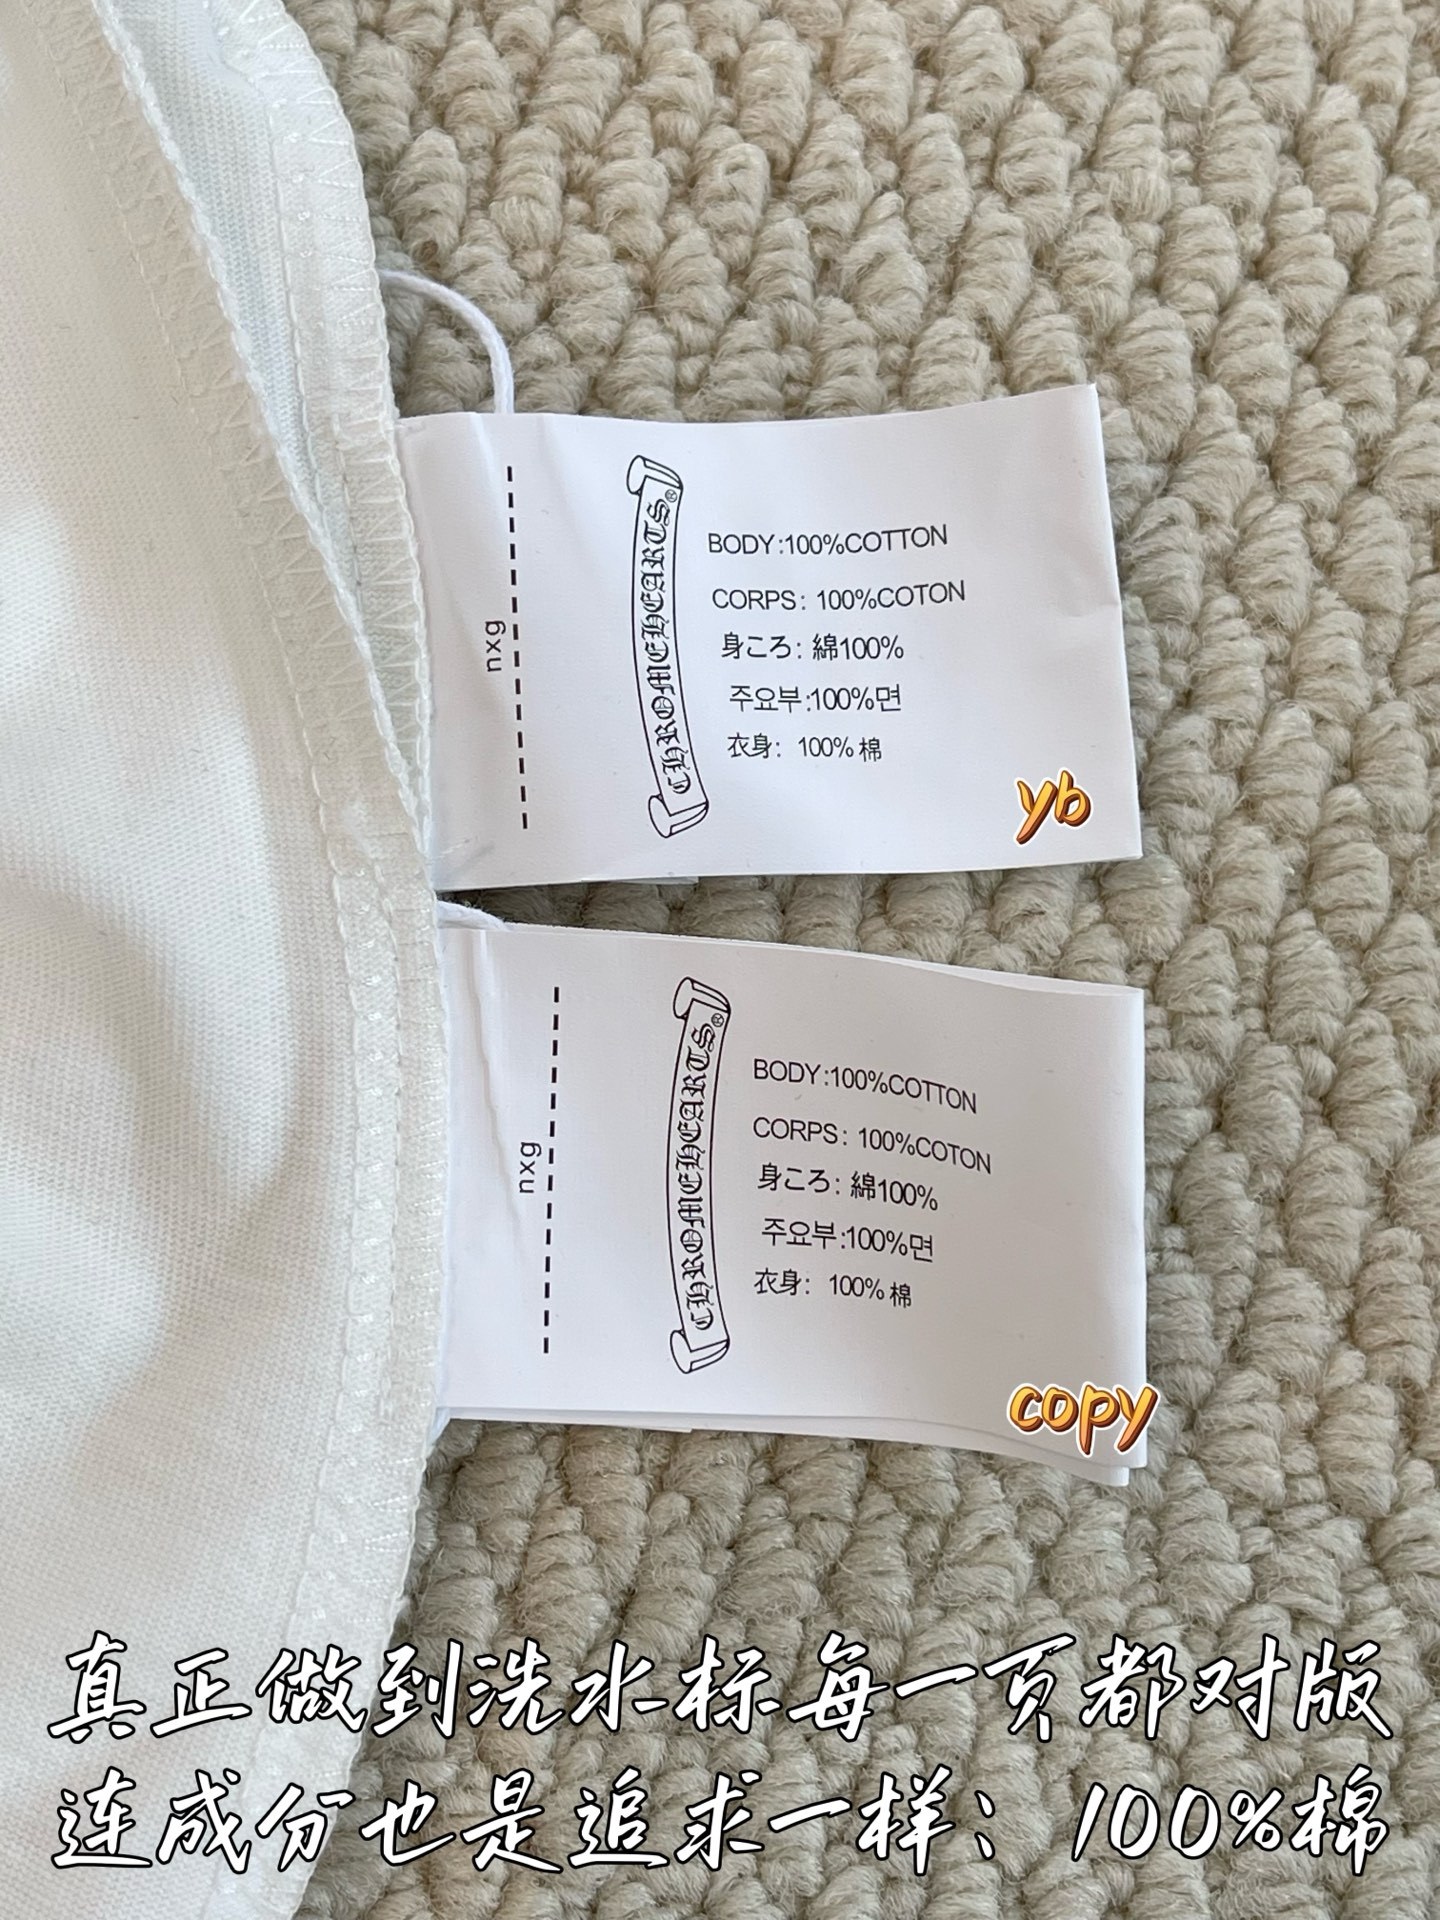 nxg
CHROME HEARTS®
BODY:100%COTTON
CORPS: 100%COTON
身ころ: 綿100%
주요부:100%면
衣身: 100% 棉
yb
nxg
CHROME HEARTS®
BODY:100%COTTON
CORPS: 100%COTON
身ころ: 綿100%
주요부:100%면
衣身: 100% 棉
copy
真正做到洗水标每一页都对版
连成分也是追求一样：100%棉